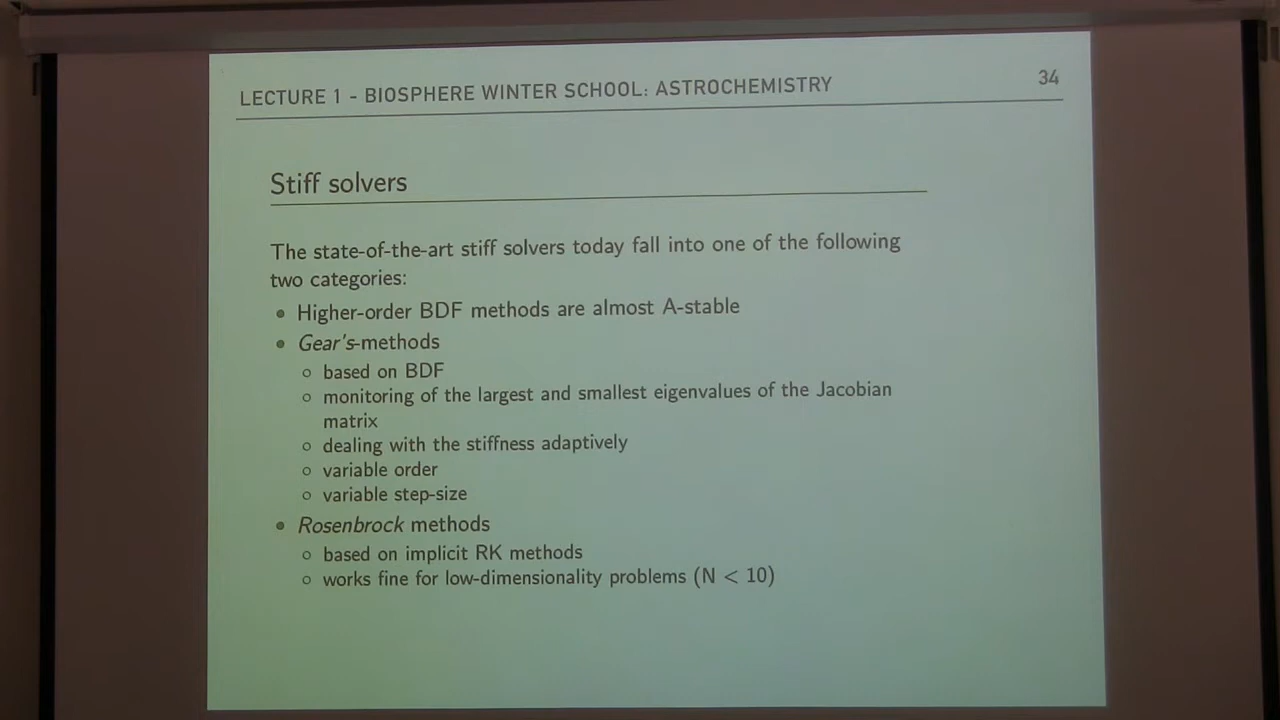 LECTURE 1 - BIOSPHERE WINTER SCHOOL: ASTROCHEMISTRY
34
Stiff solvers
The state-of-the-art stiff solvers today fall into one of the following
two categories:
• Higher-order BDF methods are almost A-stable
• Gear's-methods
○ based on BDF
○ monitoring of the largest and smallest eigenvalues of the Jacobian
matrix
○ dealing with the stiffness adaptively
○ variable order
○ variable step-size
• Rosenbrock methods
○ based on implicit RK methods
○ works fine for low-dimensionality problems (N < 10)